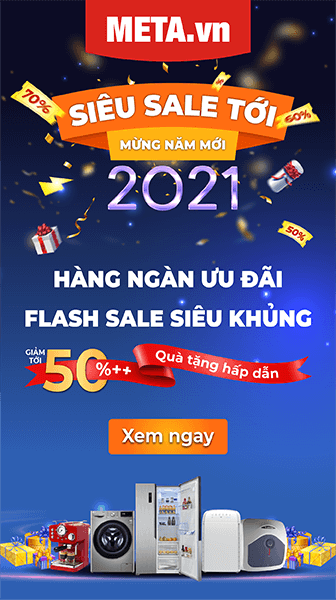 META.vn
70%
SIÊU SALE TỚI
60%
MỪNG NĂM MỚI
2021
50%
HÀNG NGÀN ƯU ĐÃI
FLASH SALE SIÊU KHỦNG
GIẢM TỚI
50%++
Quà tặng hấp dẫn
Xem ngay